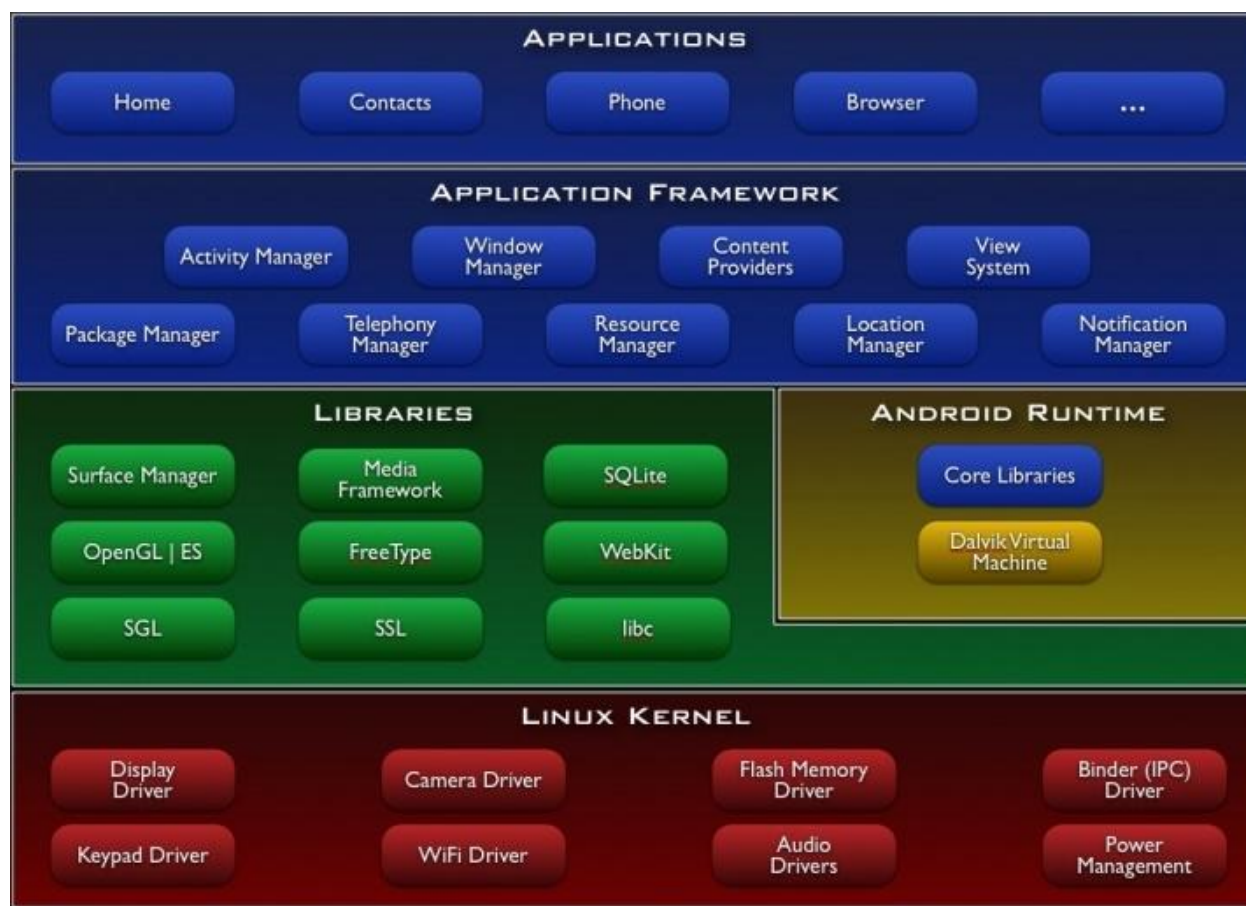 APPLICATIONS
Home
Contacts
Phone
Browser
...
APPLICATION FRAMEWORK
Activity Manager
Window
Manager
Content
Providers
View
System
Package Manager
Telephony
Manager
Resource
Manager
Location
Manager
Notification
Manager
LIBRARIES
Surface Manager
Media
Framework
SQLite
OpenGL | ES
FreeType
WebKit
SGL
SSL
libc
ANDROID RUNTIME
Core Libraries
Dalvik Virtual
Machine
LINUX KERNEL
Display
Driver
Camera Driver
Flash Memory
Driver
Binder (IPC)
Driver
Keypad Driver
WiFi Driver
Audio
Drivers
Power
Management